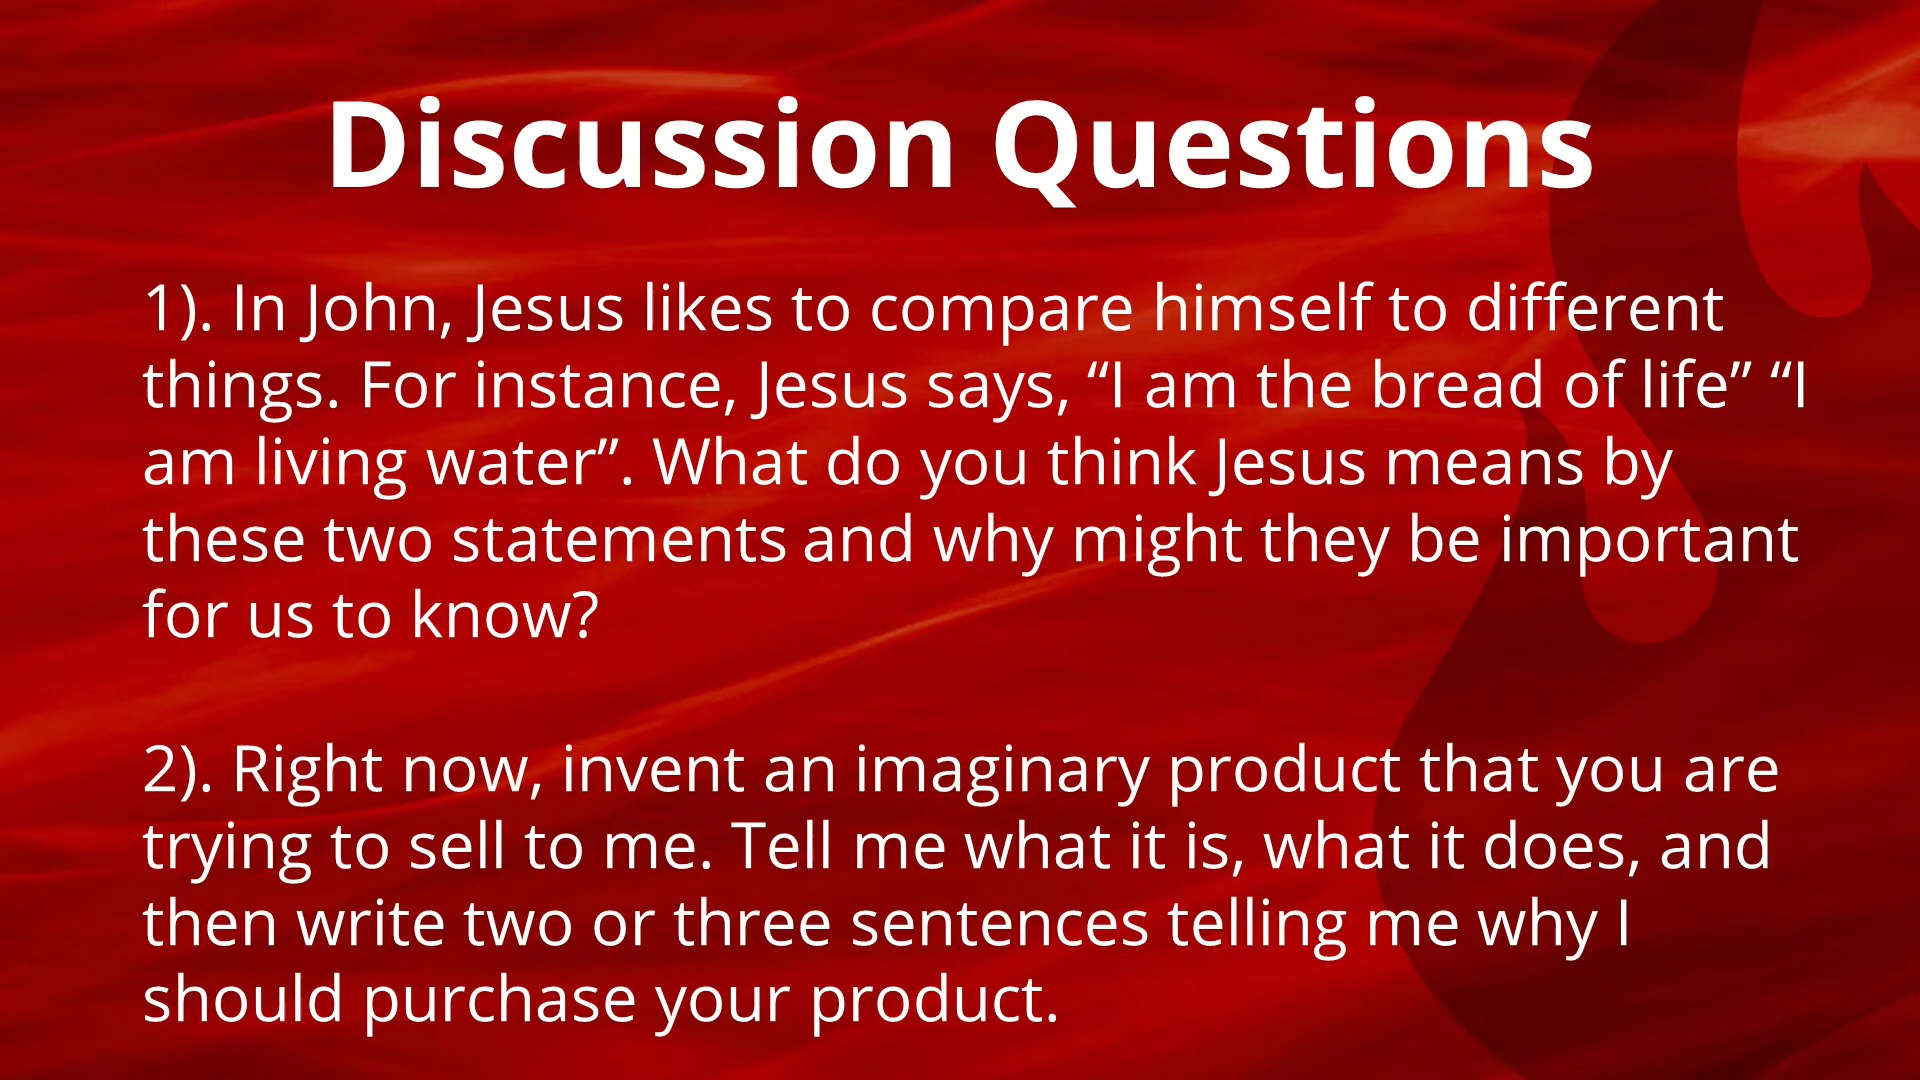 Discussion Questions
1). In John, Jesus likes to compare himself to different
things. For instance, Jesus says, “I am the bread of life” “I
am living water”. What do you think Jesus means by
these two statements and why might they be important
for us to know?
2). Right now, invent an imaginary product that you are
trying to sell to me. Tell me what it is, what it does, and
then write two or three sentences telling me why I
should purchase your product.